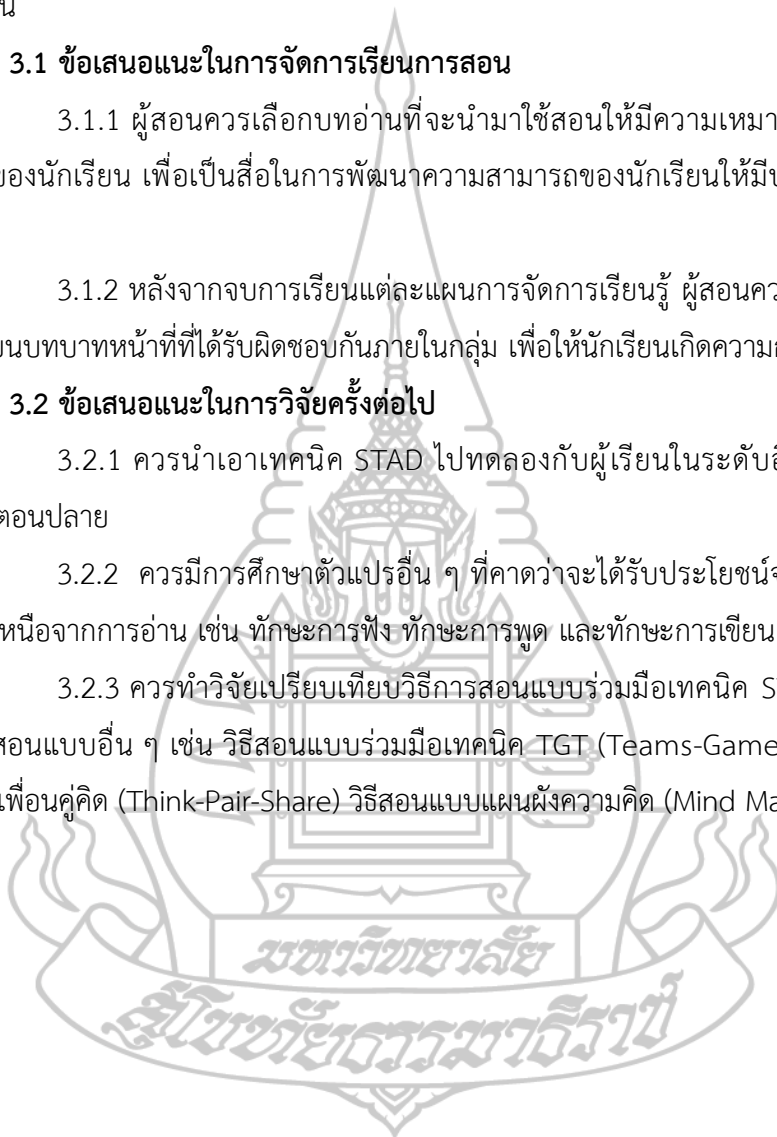 น
3.1 ข้อเสนอแนะในการจัดการเรียนการสอน
3.1.1 ผู้สอนควรเลือกบทอ่านที่จะนำมาใช้สอนให้มีความเหมา
ของนักเรียน เพื่อเป็นสื่อในการพัฒนาความสามารถของนักเรียนให้มี
3.1.2 หลังจากจบการเรียนแต่ละแผนการจัดการเรียนรู้ ผู้สอนคว
ยนบทบาทหน้าที่ที่ได้รับผิดชอบกันภายในกลุ่ม เพื่อให้นักเรียนเกิดความ
3.2 ข้อเสนอแนะในการวิจัยครั้งต่อไป
3.2.1 ควรนำเอาเทคนิค STAD ไปทดลองกับผู้เรียนในระดับ
ตอนปลาย
3.2.2 ควรมีการศึกษาตัวแปรอื่น ๆ ที่คาดว่าจะได้รับประโยชน์จ
หนือจากการอ่าน เช่น ทักษะการฟัง ทักษะการพูด และทักษะการเขียน
3.2.3 ควรทำวิจัยเปรียบเทียบวิธีการสอนแบบร่วมมือเทคนิค S
สอนแบบอื่น ๆ เช่น วิธีสอนแบบร่วมมือเทคนิค TGT (Teams-Game
เพื่อนคู่คิด (Think-Pair-Share) วิธีสอนแบบแผนผังความคิด (Mind Ma
มหาวิทยาลัย
สุโขทัยธรรมาธิราช